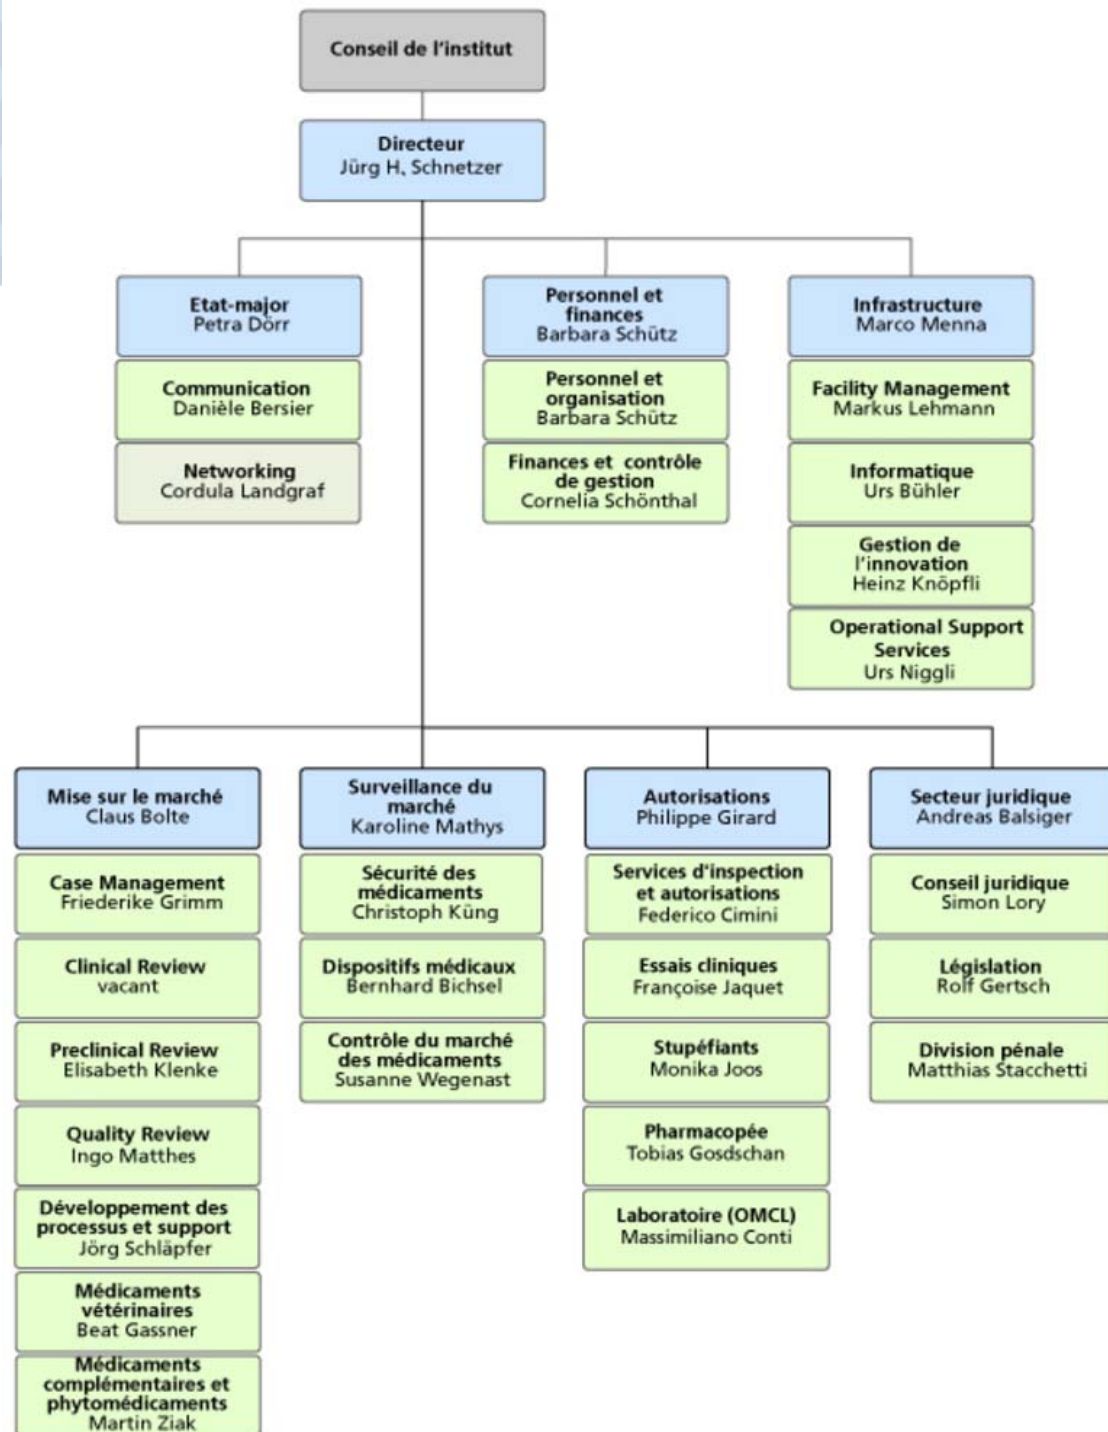 Conseil de l'institut
Directeur
Jürg H. Schnetzer
Etat-major
Petra Dörr
Communication
Danièle Bersier
Networking
Cordula Landgraf
Personnel et
finances
Barbara Schütz
Personnel et
organisation
Barbara Schütz
Finances et contrôle
de gestion
Cornelia Schönthal
Infrastructure
Marco Menna
Facility Management
Markus Lehmann
Informatique
Urs Bühler
Gestion de
l'innovation
Heinz Knöpfli
Operational Support
Services
Urs Niggli
Mise sur le marché
Claus Bolte
Case Management
Friederike Grimm
Clinical Review
vacant
Preclinical Review
Elisabeth Klenke
Quality Review
Ingo Matthes
Développement des
processus et support
Jörg Schläpfer
Médicaments
vétérinaires
Beat Gassner
Médicaments
complémentaires et
phytomédicaments
Martin Ziak
Surveillance du
marché
Karoline Mathys
Sécurité des
médicaments
Christoph Küng
Dispositifs médicaux
Bernhard Bichsel
Contrôle du marché
des médicaments
Susanne Wegenast
Autorisations
Philippe Girard
Services d'inspection
et autorisations
Federico Cimini
Essais cliniques
Françoise Jaquet
Stupéfiants
Monika Joos
Pharmacopée
Tobias Gosdschan
Laboratoire (OMCL)
Massimiliano Conti
Secteur juridique
Andreas Balsiger
Conseil juridique
Simon Lory
Législation
Rolf Gertsch
Division pénale
Matthias Stacchetti